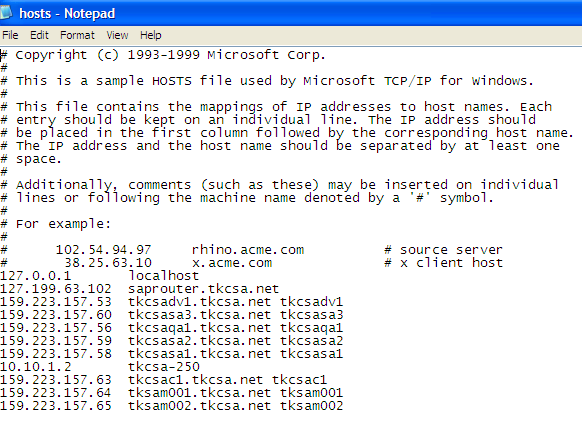 hosts - Notepad
File Edit Format View Help
# Copyright (c) 1993-1999 Microsoft Corp.
#
# This is a sample HOSTS file used by Microsoft TCP/IP for Windows.
#
# This file contains the mappings of IP addresses to host names. Each
# entry should be kept on an individual line. The IP address should
# be placed in the first column followed by the corresponding host name.
# The IP address and the host name should be separated by at least one
# space.
#
# Additionally, comments (such as these) may be inserted on individual
# lines or following the machine name denoted by a '#' symbol.
#
# For example:
#
#      102.54.94.97     rhino.acme.com          # source server
#       38.25.63.10     x.acme.com              # x client host
127.0.0.1       localhost
127.199.63.102  saprouter.tkcsa.net
159.223.157.53  tkcsadv1.tkcsa.net tkcsadv1
159.223.157.60  tkcsasa3.tkcsa.net tkcsasa3
159.223.157.56  tkcsaqa1.tkcsa.net tkcsaqa1
159.223.157.59  tkcsasa2.tkcsa.net tkcsasa2
159.223.157.58  tkcsasa1.tkcsa.net tkcsasa1
10.10.1.2       tkcsa-250
159.223.157.63  tkcsac1.tkcsa.net tkcsac1
159.223.157.64  tksam001.tkcsa.net tksam001
159.223.157.65  tksam002.tkcsa.net tksam002